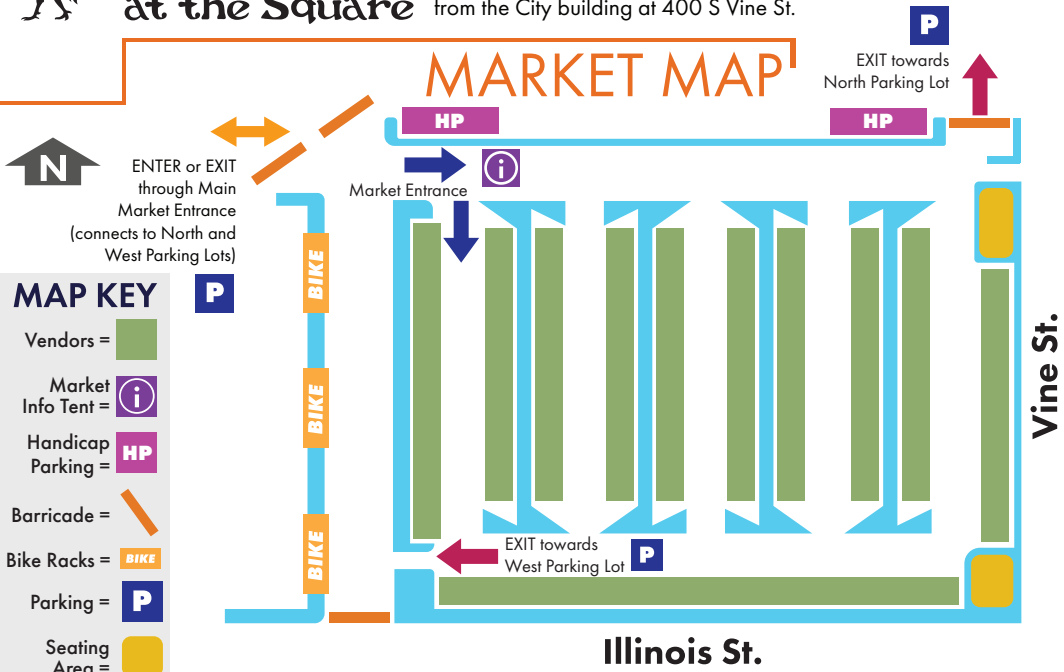 at the Square
from the City building at 400 S Vine St.
MARKET MAP
P
EXIT towards
North Parking Lot
HP
HP
N
ENTER or EXIT
through Main
Market Entrance
(connects to North and
West Parking Lots)
P
i
Market Entrance
BIKE
BIKE
BIKE
MAP KEY
Vendors =
Market
Info Tent =
i
Handicap
Parking =
HP
Barricade =
Bike Racks =
BIKE
Parking =
P
Seating
Area =
EXIT towards
West Parking Lot
P
Vine St.
Illinois St.